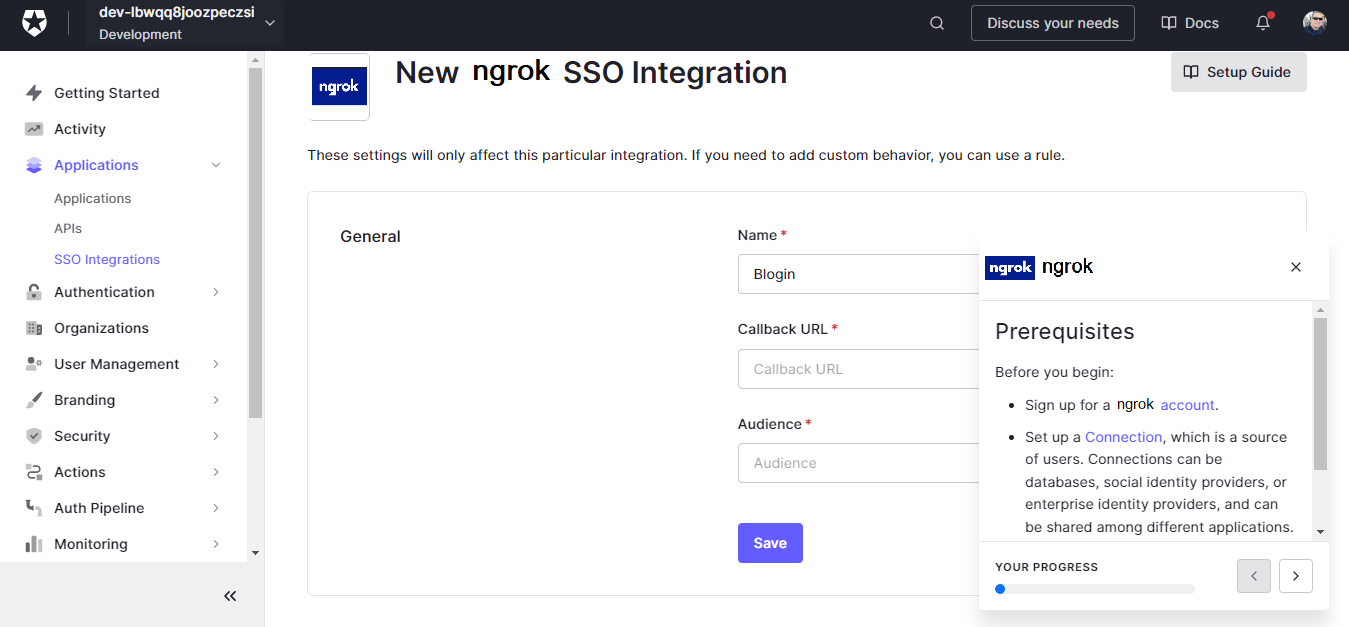 dev-lbwqq8joozpeczsi
Development
Discuss your needs
Docs
Getting Started
Activity
Applications
Applications
APIs
SSO Integrations
Authentication
Organizations
User Management
Branding
Security
Actions
Auth Pipeline
Monitoring
ngrok
New ngrok SSO Integration
Setup Guide
These settings will only affect this particular integration. If you need to add custom behavior, you can use a rule.
General
Name *
Blogin
Callback URL *
Callback URL
Audience *
Audience
Save
ngrok ngrok
Prerequisites
Before you begin:
• Sign up for a ngrok account.
• Set up a Connection, which is a source
of users. Connections can be
databases, social identity providers, or
enterprise identity providers, and can
be shared among different applications.
YOUR PROGRESS